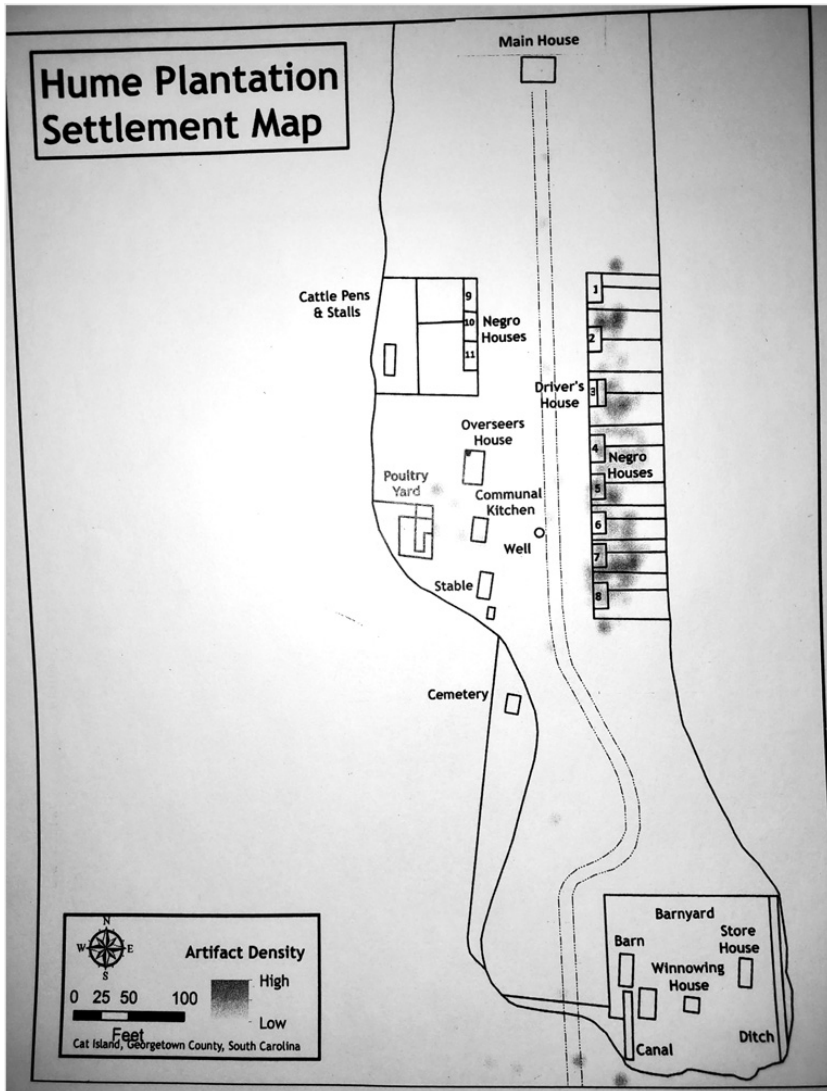 Hume Plantation
Settlement Map
Main House
Cattle Pens
& Stalls
9
10
11
Negro
Houses
1
2
Driver's
House
3
4
Negro
Houses
5
6
7
8
Overseers
House
Poultry
Yard
Communal
Kitchen
Well
Stable
Cemetery
Barnyard
Barn
Store
House
Winnowing
House
Canal
Ditch
N
W E
S
Artifact Density
High
Low
0 25 50 100
Feet
Cat Island, Georgetown County, South Carolina